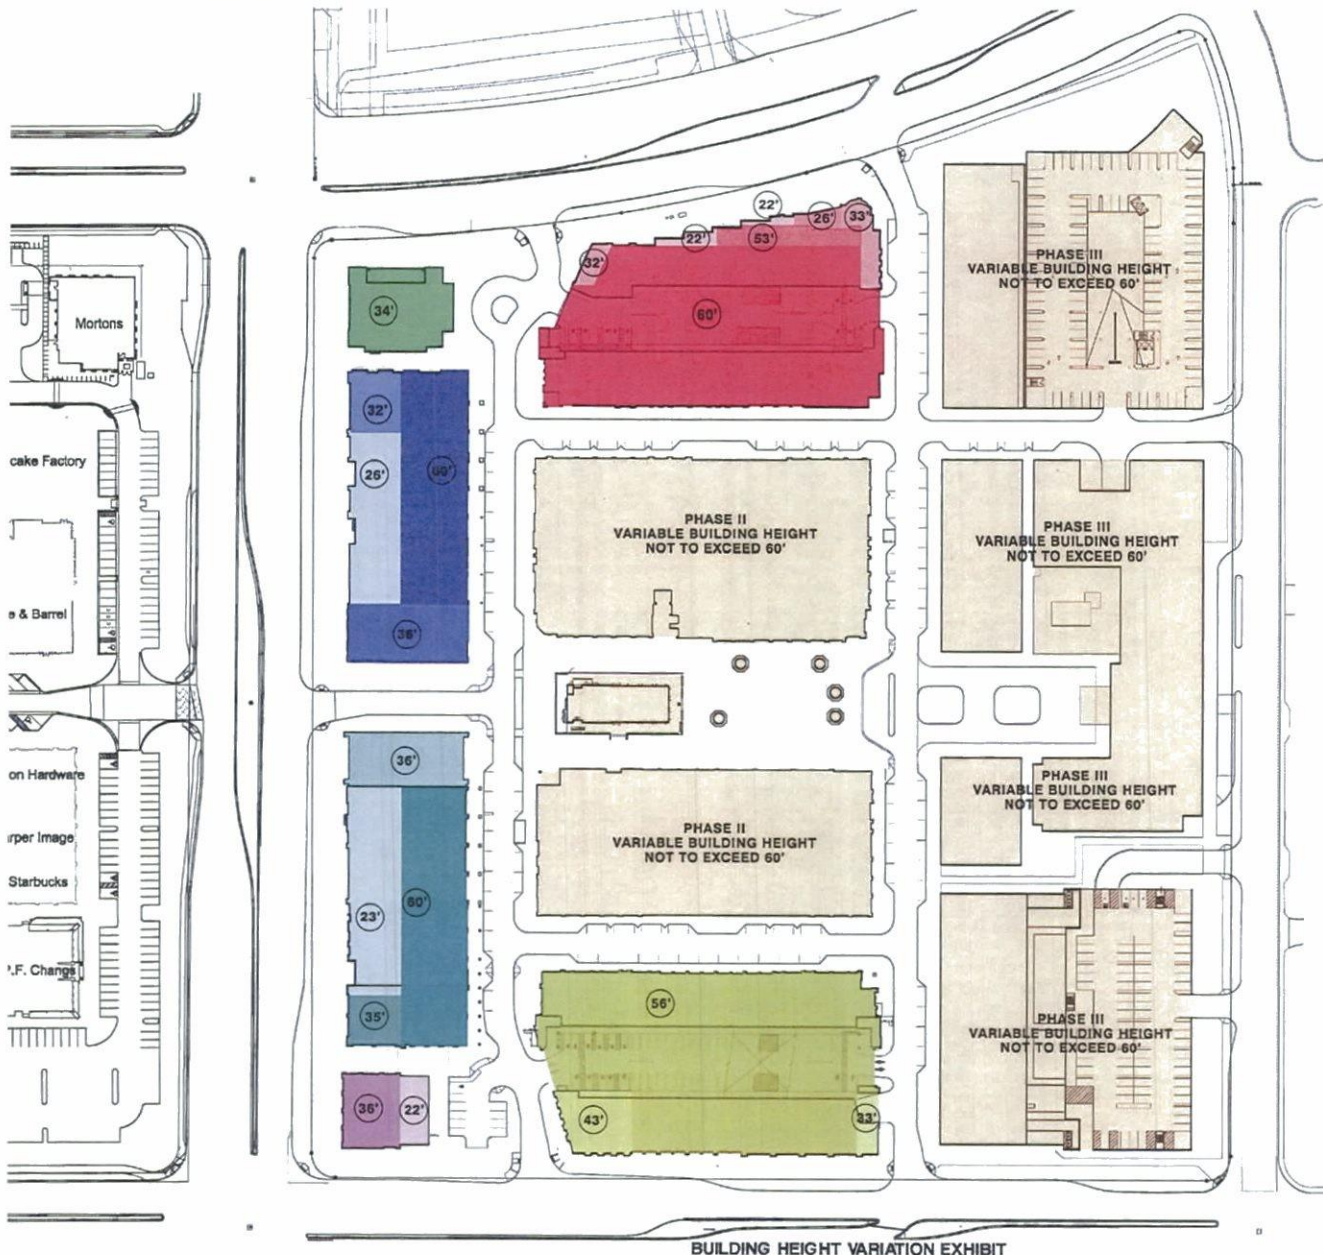 22'
26'
33'
22'
53'
32'
PHASE III
VARIABLE BUILDING HEIGHT
NOT TO EXCEED 60'
34'
60'
Mortons
32'
26'
60'
cake Factory
PHASE II
VARIABLE BUILDING HEIGHT
NOT TO EXCEED 60'
PHASE III
VARIABLE BUILDING HEIGHT
NOT TO EXCEED 60'
e & Barrel
36'
36'
on Hardware
PHASE III
VARIABLE BUILDING HEIGHT
NOT TO EXCEED 60'
rper Image
PHASE II
VARIABLE BUILDING HEIGHT
NOT TO EXCEED 60'
Starbucks
23'
60'
P.F. Changs
35'
56'
PHASE III
VARIABLE BUILDING HEIGHT
NOT TO EXCEED 60'
36'
22'
43'
33'
BUILDING HEIGHT VARIATION EXHIBIT